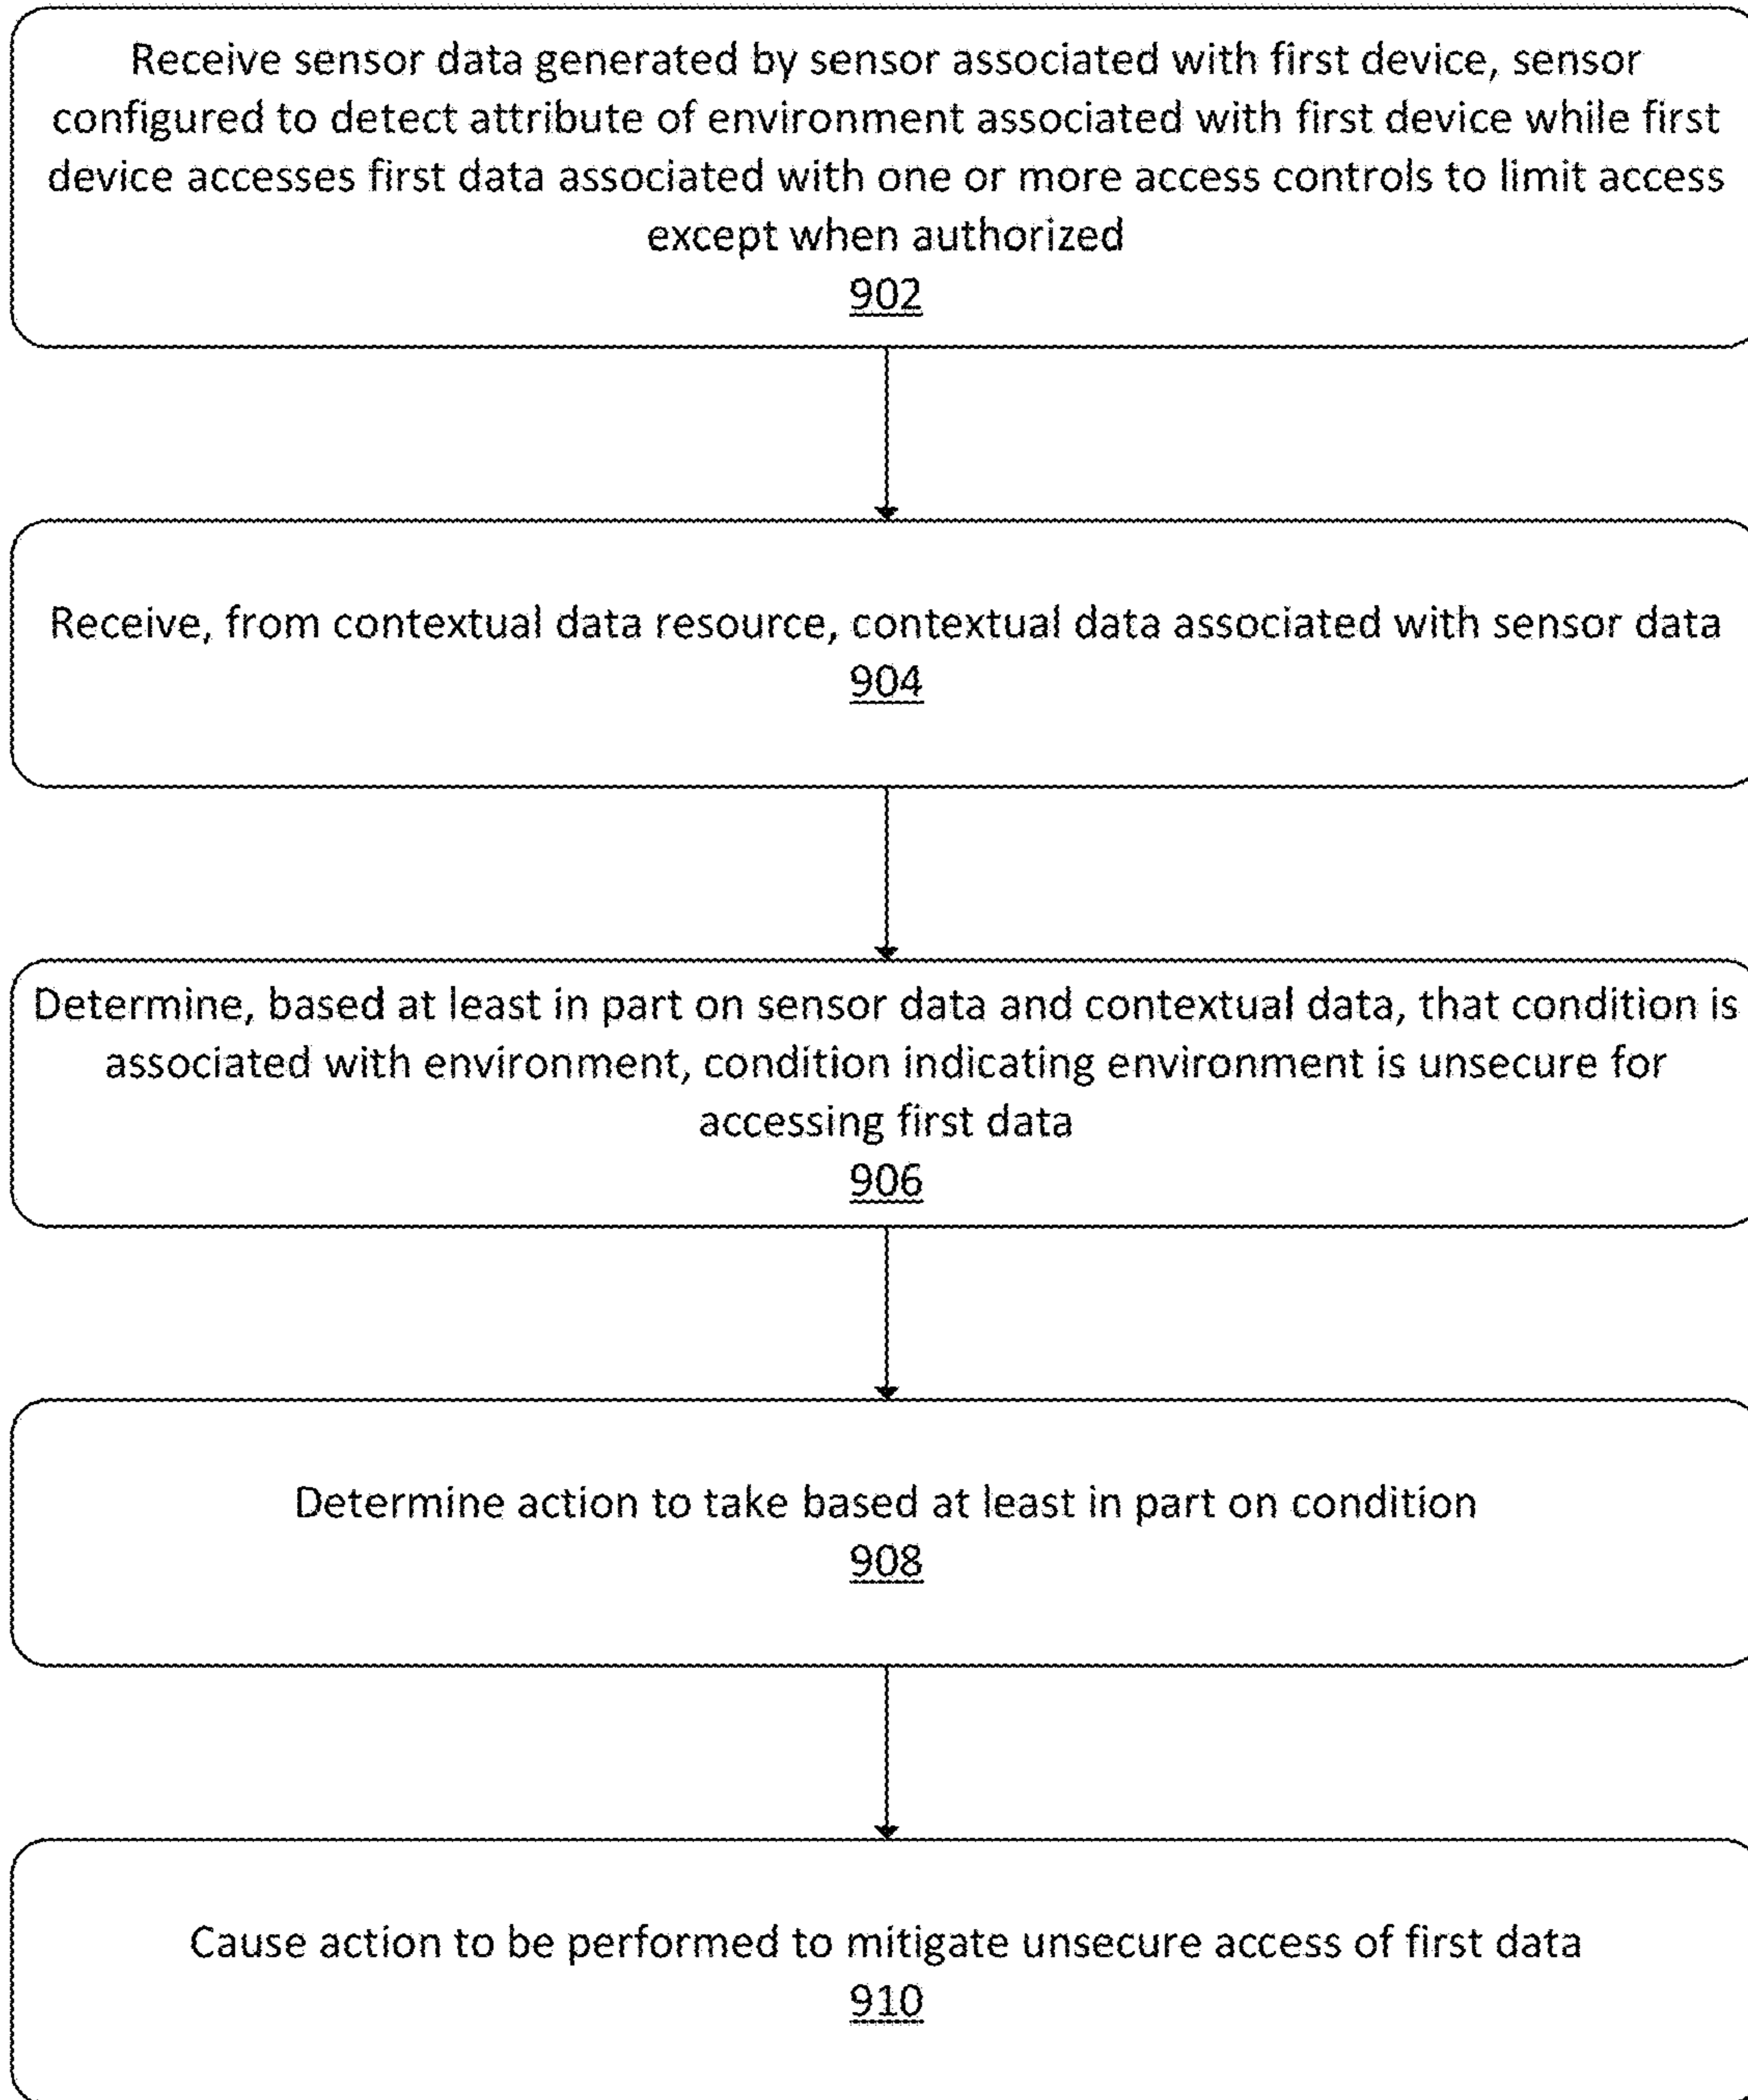 Receive sensor data generated by sensor associated with first device, sensor
configured to detect attribute of environment associated with first device while first
device accesses first data associated with one or more access controls to limit access
except when authorized
902
Receive, from contextual data resource, contextual data associated with sensor data
904
Determine, based at least in part on sensor data and contextual data, that condition is
associated with environment, condition indicating environment is unsecure for
accessing first data
906
Determine action to take based at least in part on condition
908
Cause action to be performed to mitigate unsecure access of first data
910